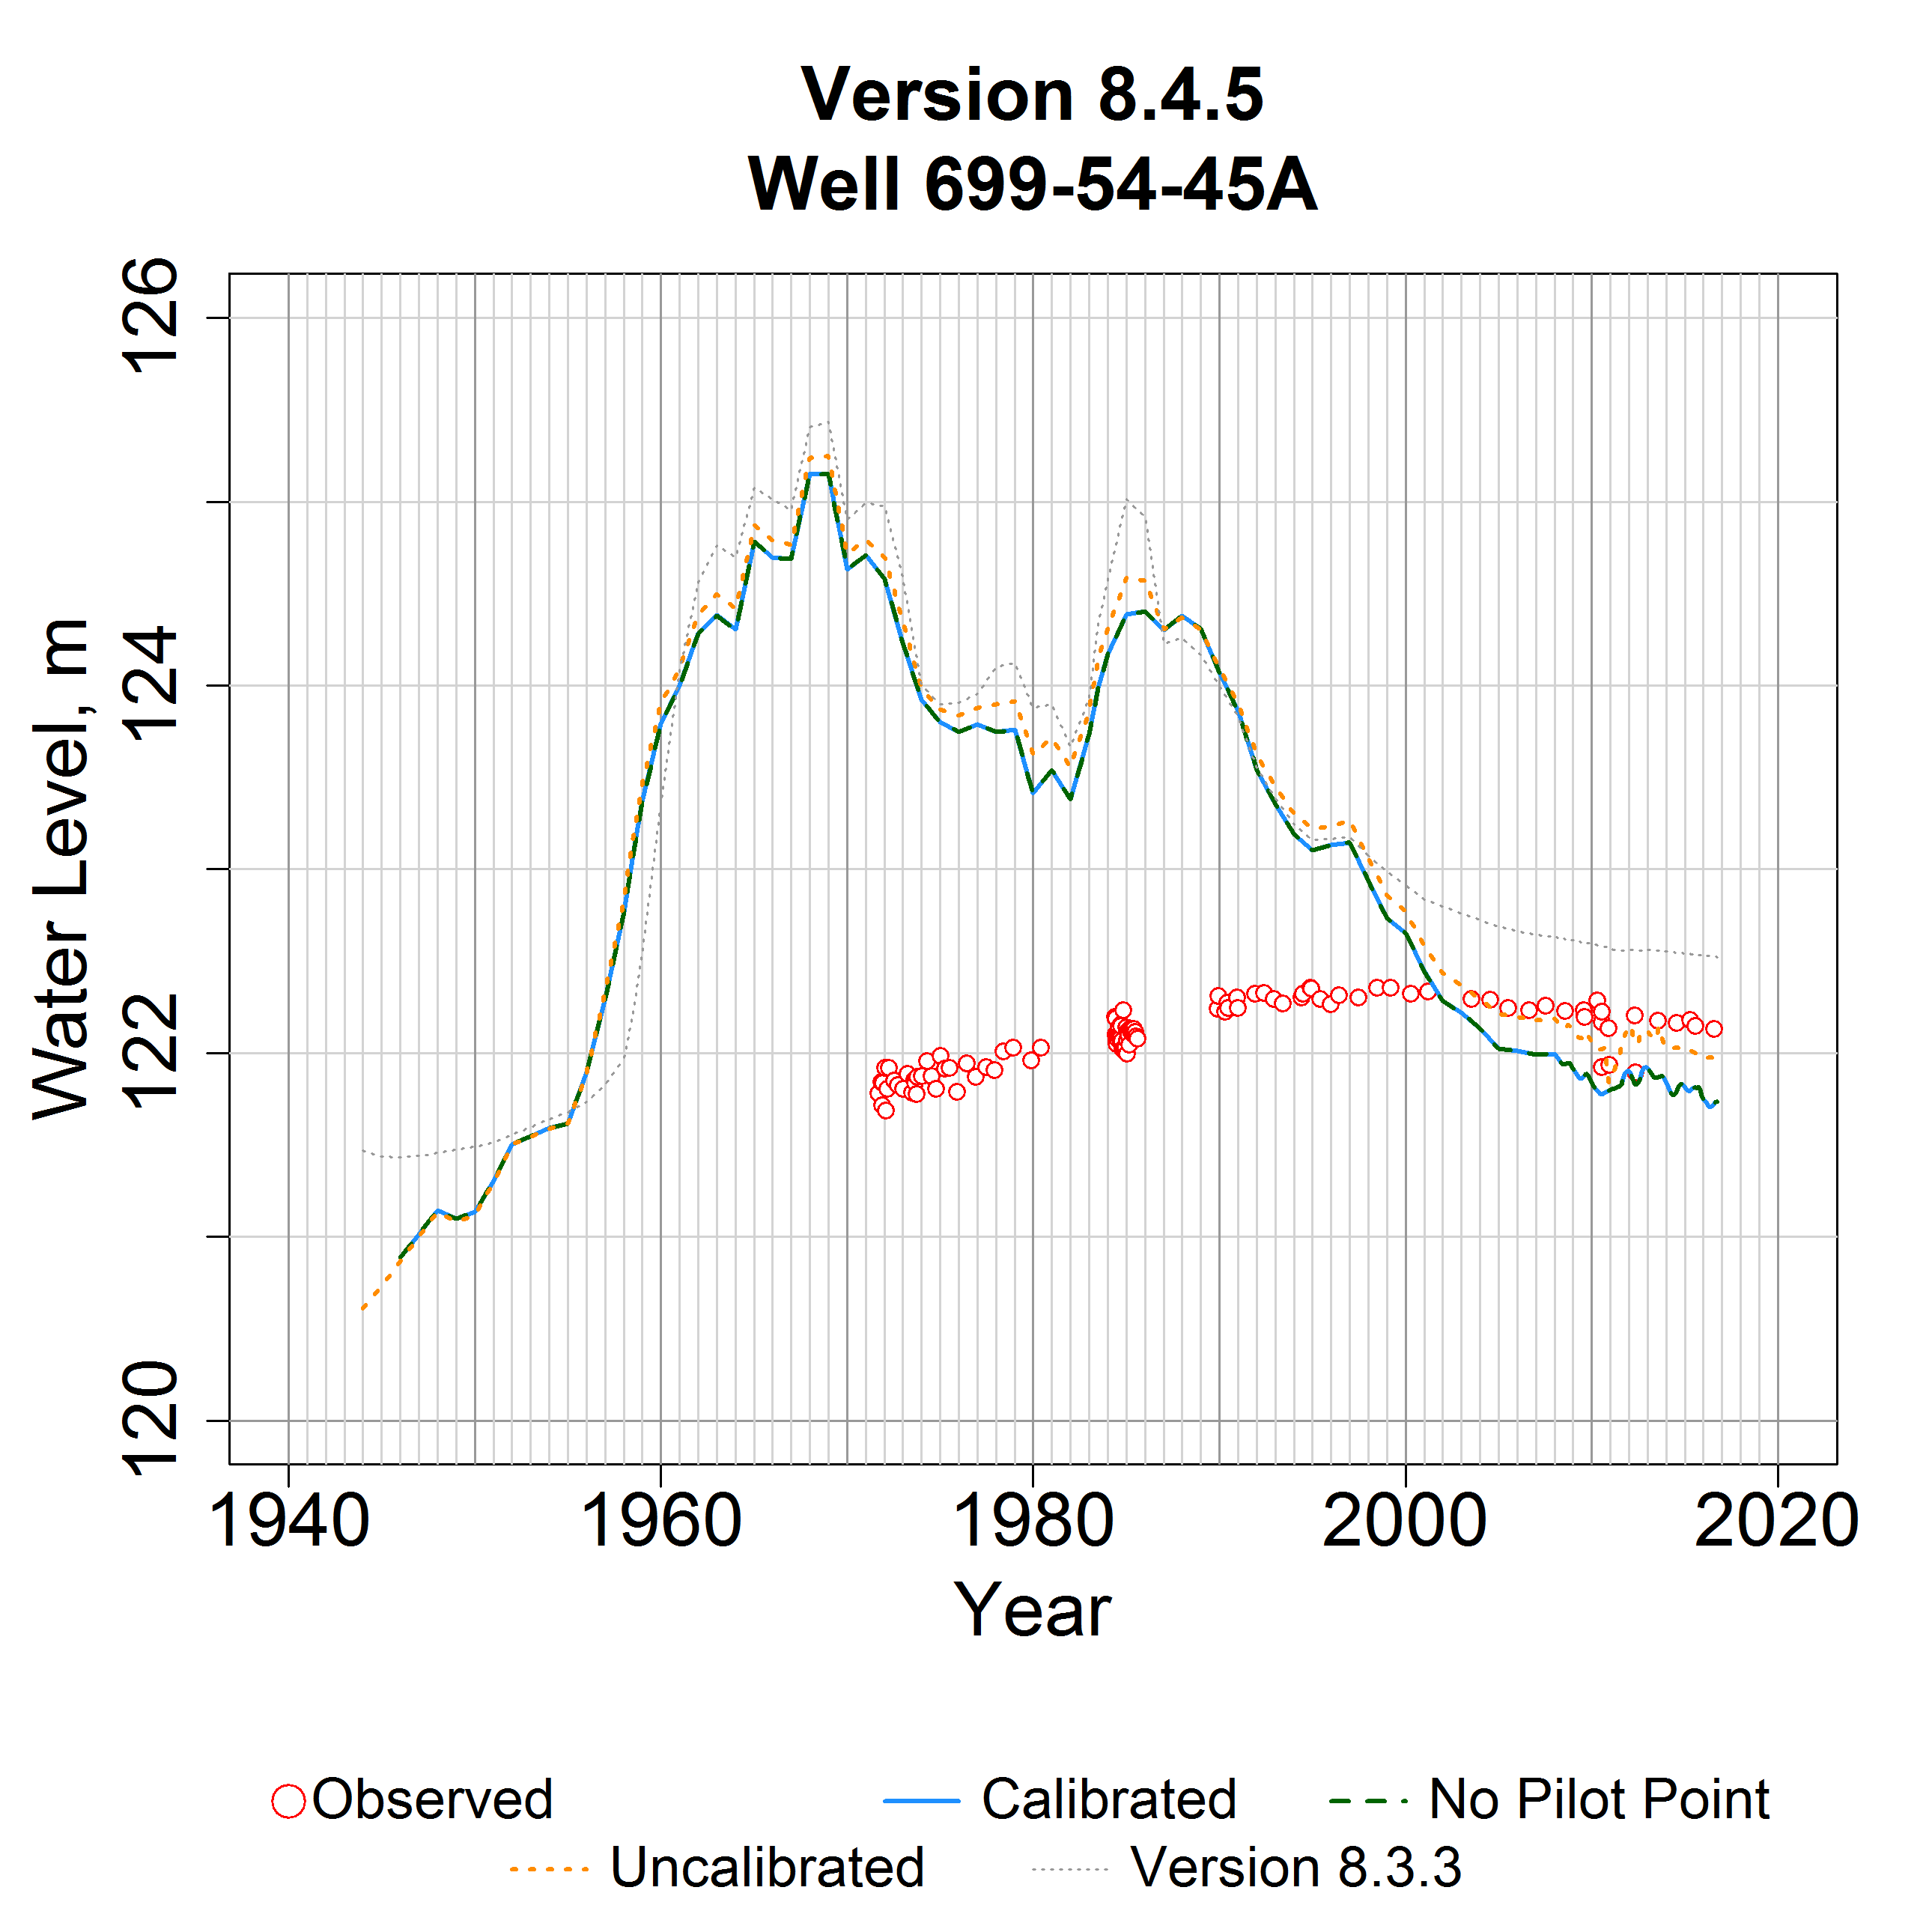 Version 8.4.5
Well 699-54-45A
Water Level, m
126
124
122
120
1940 1960 1980 2000 2020
Year
Observed Calibrated No Pilot Point
Uncalibrated Version 8.3.3